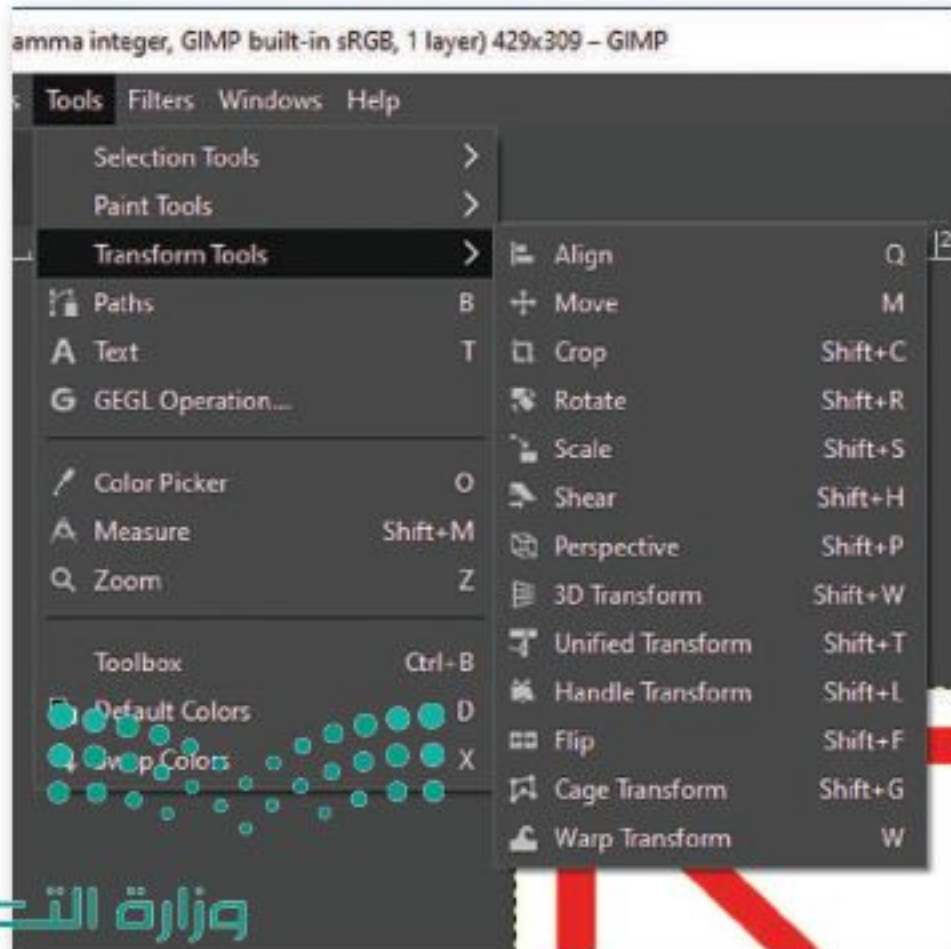 amma integer, GIMP built-in sRGB, 1 layer) 429x309 – GIMP
Tools Filters Windows Help
Selection Tools
Paint Tools
Transform Tools
Paths B
Text T
GEGL Operation...
Color Picker O
Measure Shift+M
Zoom Z
Toolbox Ctrl+B
Default Colors D
Swap Colors X
Align Q
Move M
Crop Shift+C
Rotate Shift+R
Scale Shift+S
Shear Shift+H
Perspective Shift+P
3D Transform Shift+W
Unified Transform Shift+T
Handle Transform Shift+L
Flip Shift+F
Cage Transform Shift+G
Warp Transform W
وزارة